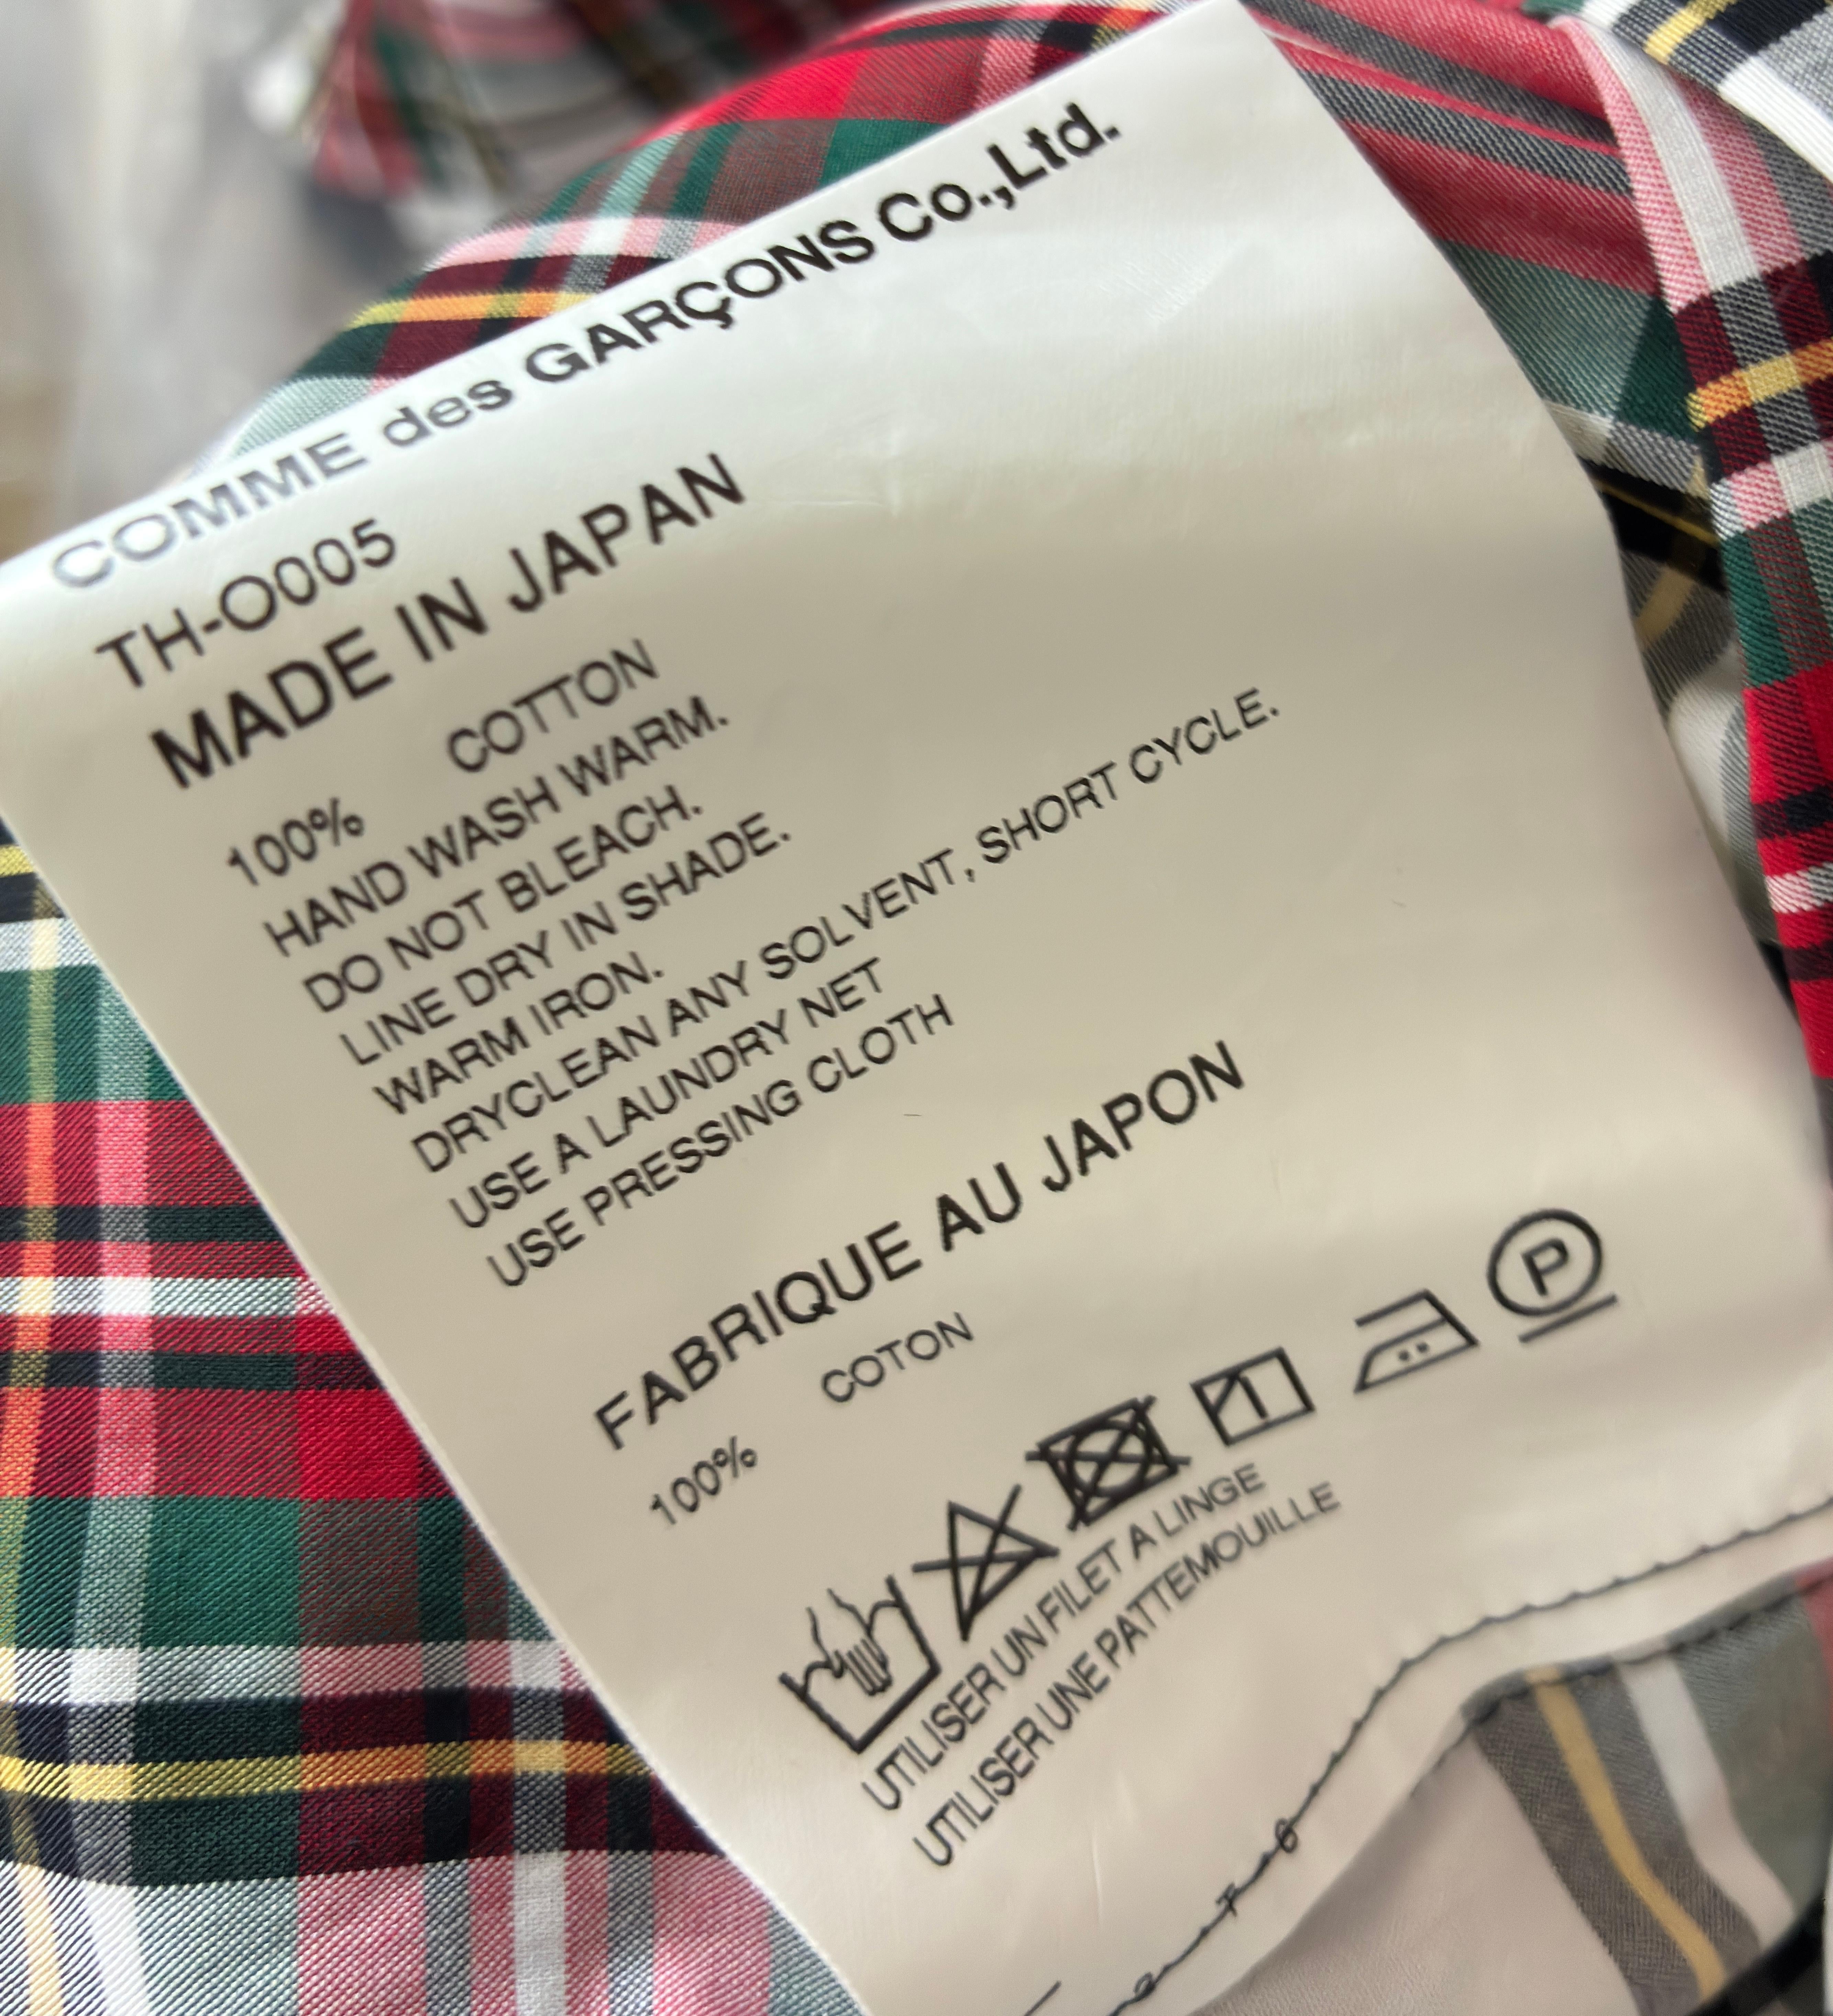 COMME des GARÇONS Co.,Ltd.
TH-O005
MADE IN JAPAN
100% COTTON
HAND WASH WARM.
DO NOT BLEACH.
LINE DRY IN SHADE.
WARM IRON.
DRYCLEAN ANY SOLVENT, SHORT CYCLE.
USE A LAUNDRY NET
USE PRESSING CLOTH
FABRIQUE AU JAPON
100% COTON
P
UTILISER UN FILET A LINGE
UTILISER UNE PATTEMOUILLE